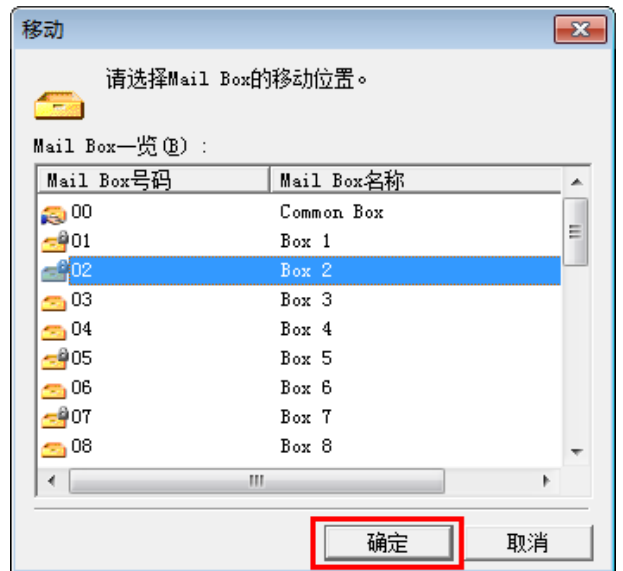 移动
请选择Mail Box的移动位置。
Mail Box一览(B)：
Mail Box号码 Mail Box名称
00 Common Box
01 Box 1
02 Box 2
03 Box 3
04 Box 4
05 Box 5
06 Box 6
07 Box 7
08 Box 8
确定 取消